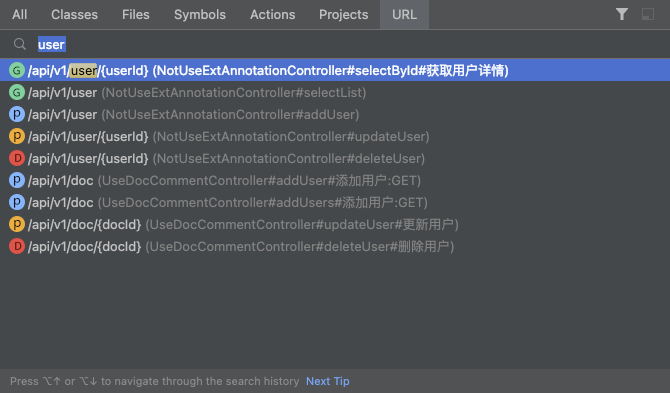 All Classes Files Symbols Actions Projects URL
user
G /api/v1/user/{userId} (NotUseExtAnnotationController#selectById#获取用户详情)
G /api/v1/user (NotUseExtAnnotationController#selectList)
p /api/v1/user (NotUseExtAnnotationController#addUser)
p /api/v1/user/{userId} (NotUseExtAnnotationController#updateUser)
D /api/v1/user/{userId} (NotUseExtAnnotationController#deleteUser)
p /api/v1/doc (UseDocCommentController#addUser#添加用户:GET)
p /api/v1/doc (UseDocCommentController#addUsers#添加用户:GET)
p /api/v1/doc/{docId} (UseDocCommentController#updateUser#更新用户)
D /api/v1/doc/{docId} (UseDocCommentController#deleteUser#删除用户)
Press ⌥↑ or ⌥↓ to navigate through the search history Next Tip